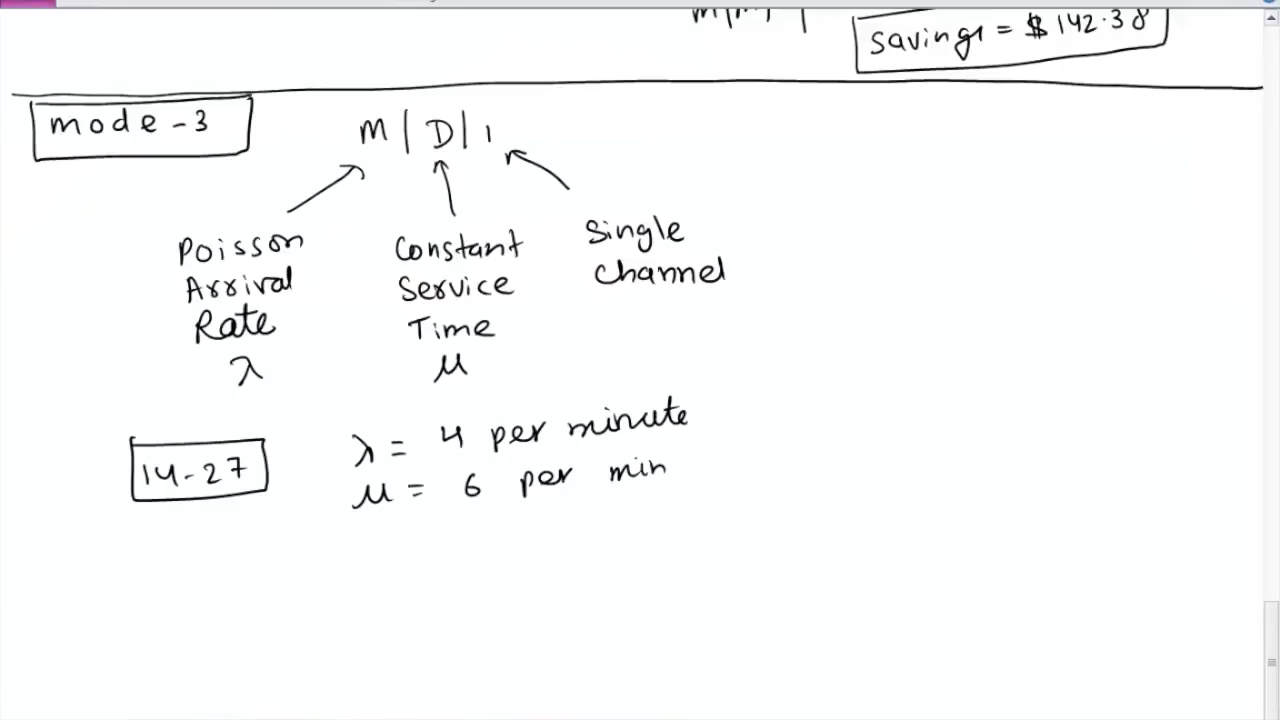 savings = $142.38
mode-3
M|D|1
Poisson
Arrival
Rate
λ
Constant
Service
Time
μ
Single
Channel
14-27
λ = 4 per minute
μ = 6 per min